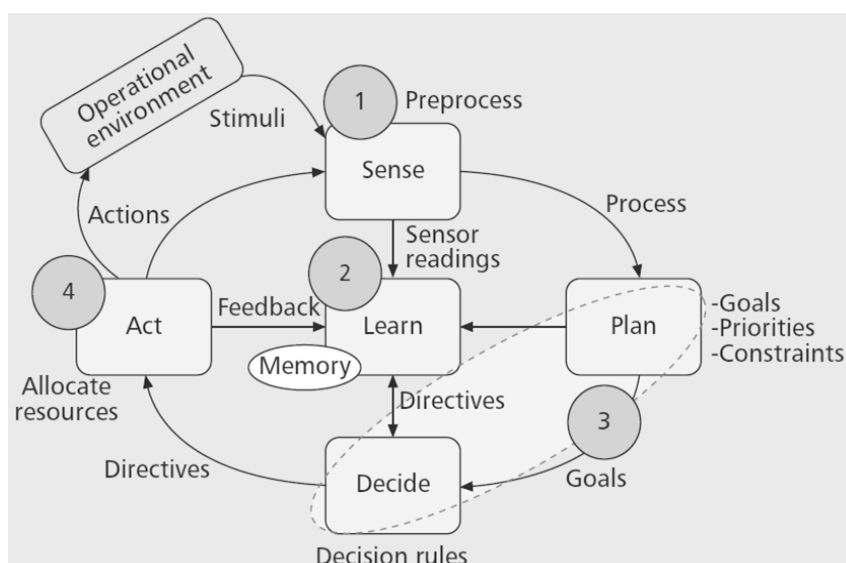 Operational
environment
Stimuli
1
Preprocess
Sense
Process
Actions
Sensor
readings
4
Act
Feedback
2
Learn
Memory
Plan
-Goals
-Priorities
-Constraints
Allocate
resources
Directives
3
Directives
Decide
Goals
Decision rules